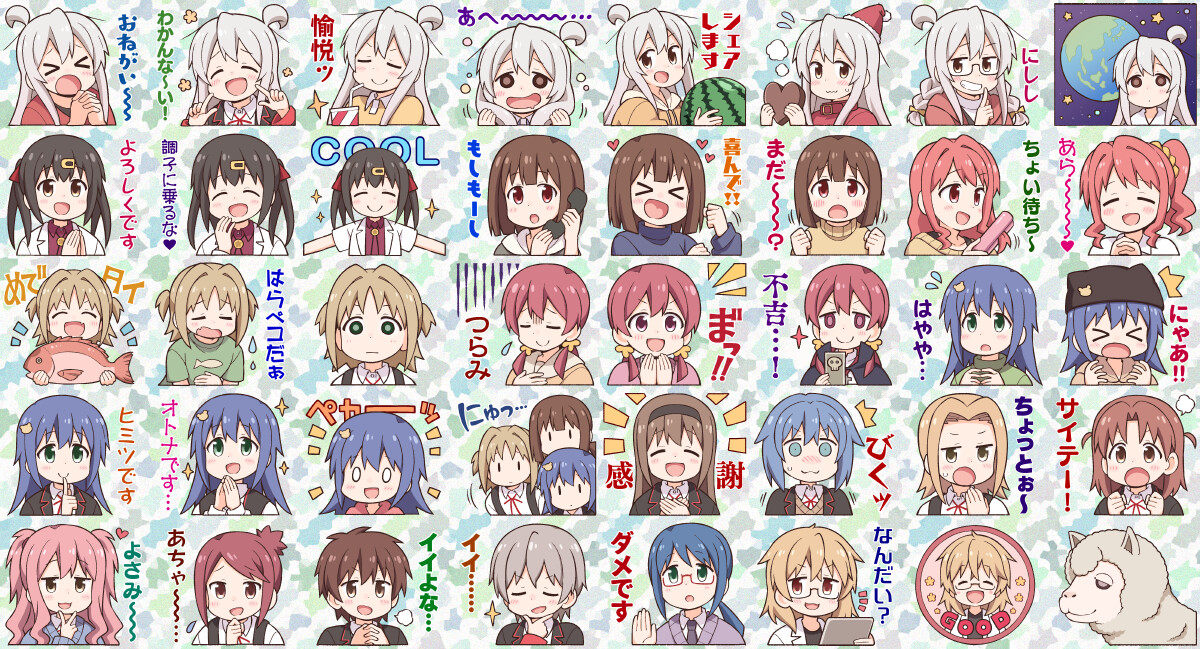 おねがい〜〜
わかんな〜い!
愉悦ッ
あへ〜〜〜〜…
シェア
します
にしし
よろしくです
調子に乗るな♥
COOL
もしもーし
喜んで!!
まだ〜〜〜?
ちょい待ち〜
あら〜〜〜〜♥
めでタイ
はらペコだぁ
つらみ
ぎっ!!
不吉…!
はやや…
にゃあ!!
ヒミツです
オトナです…
ペカーーッ
にゅっ…
感謝
びくッ
ちょっとぉ〜
サイテー!
よさみ〜〜
あちゃ〜〜…
イイよな…
イイ……
ダメです
なんだい?
GOOD